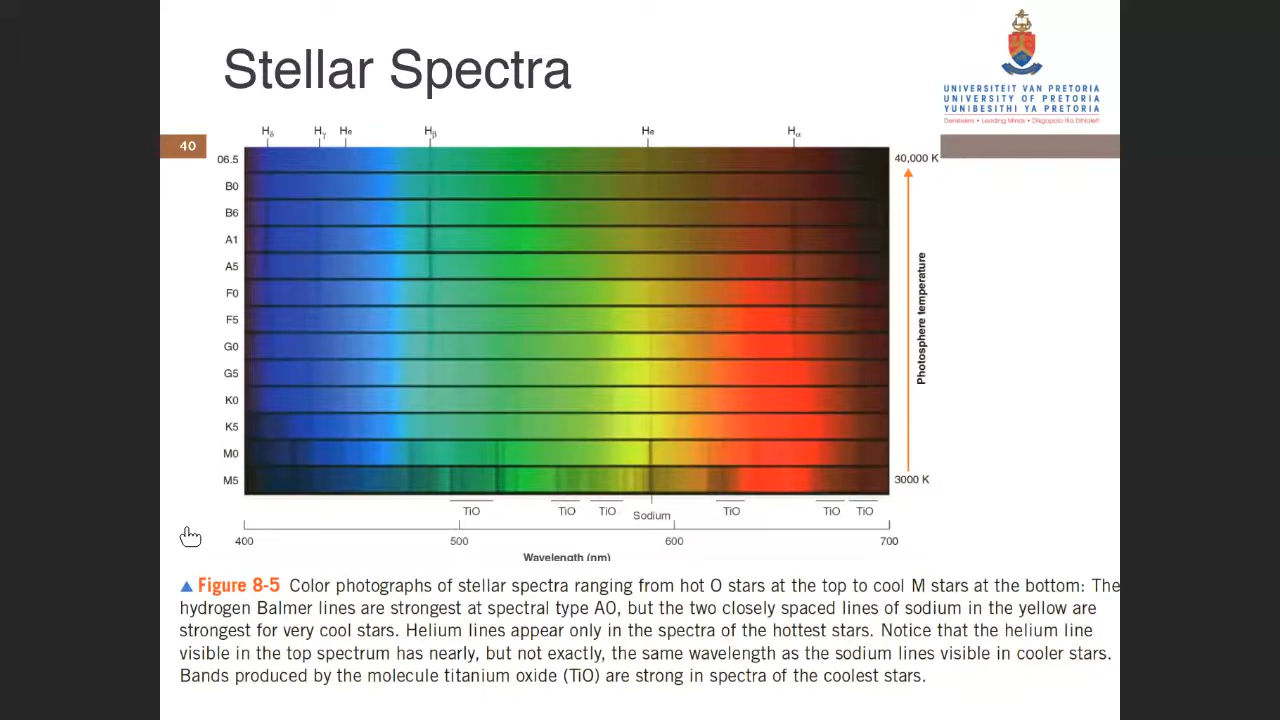 Stellar Spectra
UNIVERSITEIT VAN PRETORIA
UNIVERSITY OF PRETORIA
YUNIBESITHI YA PRETORIA
Denkleiers • Leading Minds • Dikgopolo tša Dihlalefi
40
Hδ Hγ He Hβ He Hα
O6.5
40,000 K
B0
B6
A1
A5
F0
F5
G0
G5
K0
K5
M0
M5
3000 K
Photosphere temperature
TiO TiO TiO Sodium TiO TiO TiO
400 500 600 700
Wavelength (nm)
▲ Figure 8-5 Color photographs of stellar spectra ranging from hot O stars at the top to cool M stars at the bottom: The
hydrogen Balmer lines are strongest at spectral type A0, but the two closely spaced lines of sodium in the yellow are
strongest for very cool stars. Helium lines appear only in the spectra of the hottest stars. Notice that the helium line
visible in the top spectrum has nearly, but not exactly, the same wavelength as the sodium lines visible in cooler stars.
Bands produced by the molecule titanium oxide (TiO) are strong in spectra of the coolest stars.